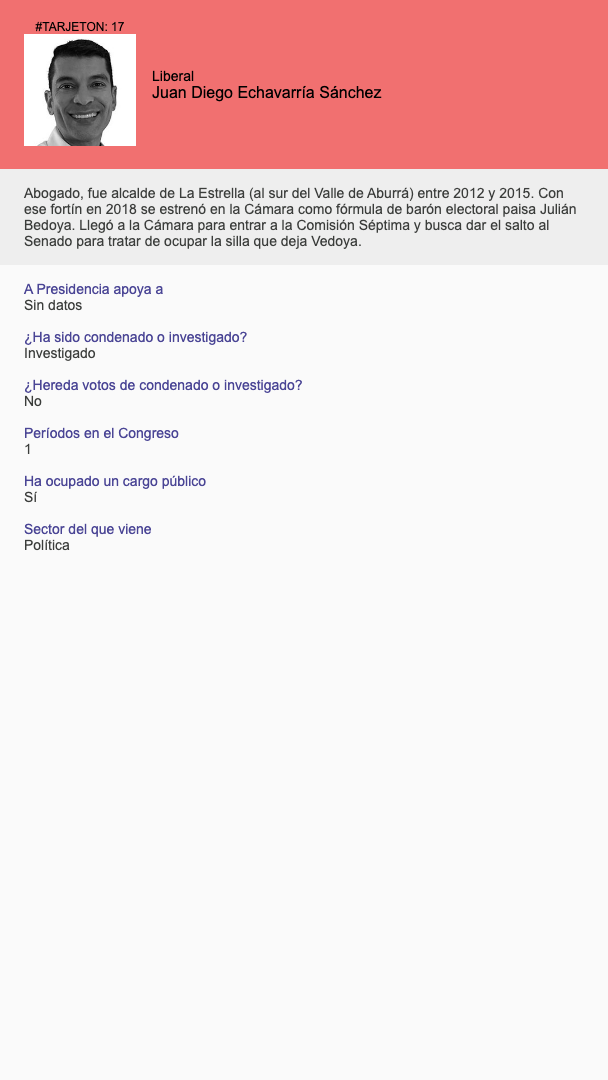 #TARJETON: 17
Liberal
Juan Diego Echavarría Sánchez
Abogado, fue alcalde de La Estrella (al sur del Valle de Aburrá) entre 2012 y 2015. Con
ese fortín en 2018 se estrenó en la Cámara como fórmula de barón electoral paisa Julián
Bedoya. Llegó a la Cámara para entrar a la Comisión Séptima y busca dar el salto al
Senado para tratar de ocupar la silla que deja Vedoya.
A Presidencia apoya a
Sin datos
¿Ha sido condenado o investigado?
Investigado
¿Hereda votos de condenado o investigado?
No
Períodos en el Congreso
1
Ha ocupado un cargo público
Sí
Sector del que viene
Política